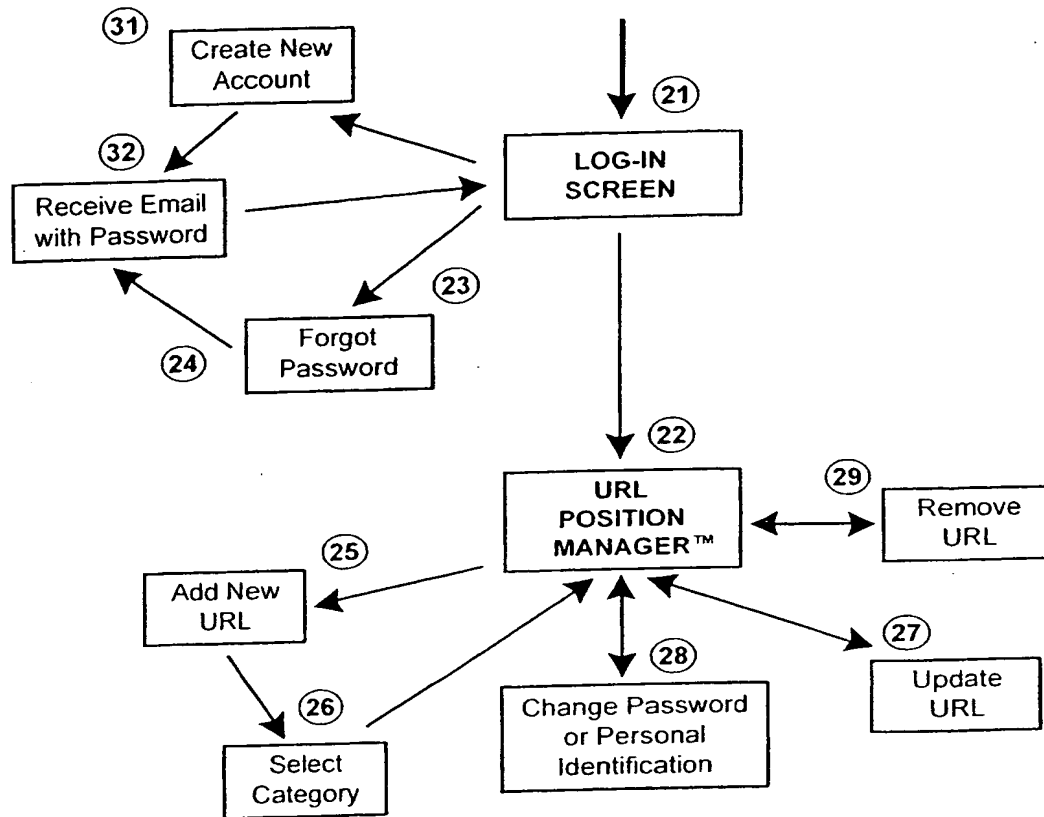 31
Create New
Account
21
LOG-IN
SCREEN
32
Receive Email
with Password
23
Forgot
Password
24
22
URL
POSITION
MANAGER™
29
Remove
URL
25
Add New
URL
27
Update
URL
28
Change Password
or Personal
Identification
26
Select
Category